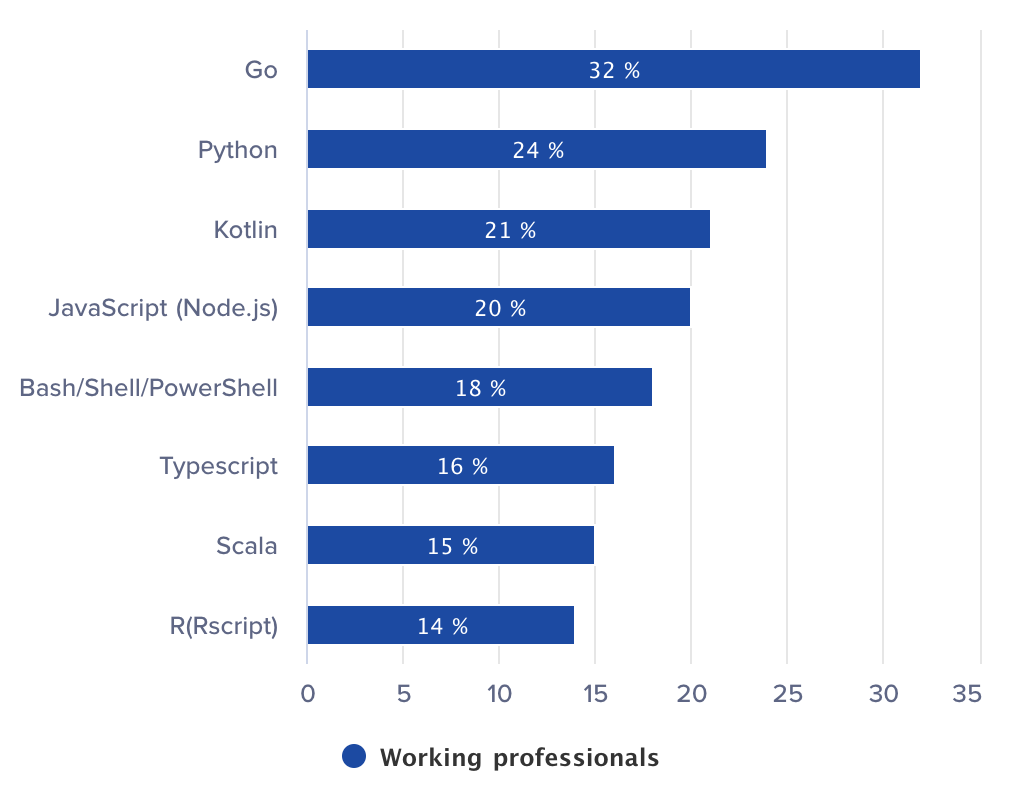 Go 32 %
Python 24 %
Kotlin 21 %
JavaScript (Node.js) 20 %
Bash/Shell/PowerShell 18 %
Typescript 16 %
Scala 15 %
R(Rscript) 14 %
0 5 10 15 20 25 30 35
Working professionals